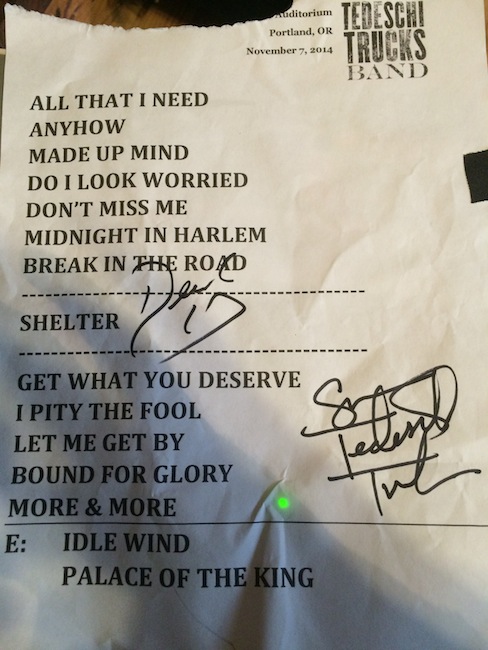 Auditorium
Portland, OR
November 7, 2014
TEDESCHI
TRUCKS
BAND
ALL THAT I NEED
ANYHOW
MADE UP MIND
DO I LOOK WORRIED
DON'T MISS ME
MIDNIGHT IN HARLEM
BREAK IN THE ROAD
SHELTER
GET WHAT YOU DESERVE
I PITY THE FOOL
LET ME GET BY
BOUND FOR GLORY
MORE & MORE
E: IDLE WIND
PALACE OF THE KING